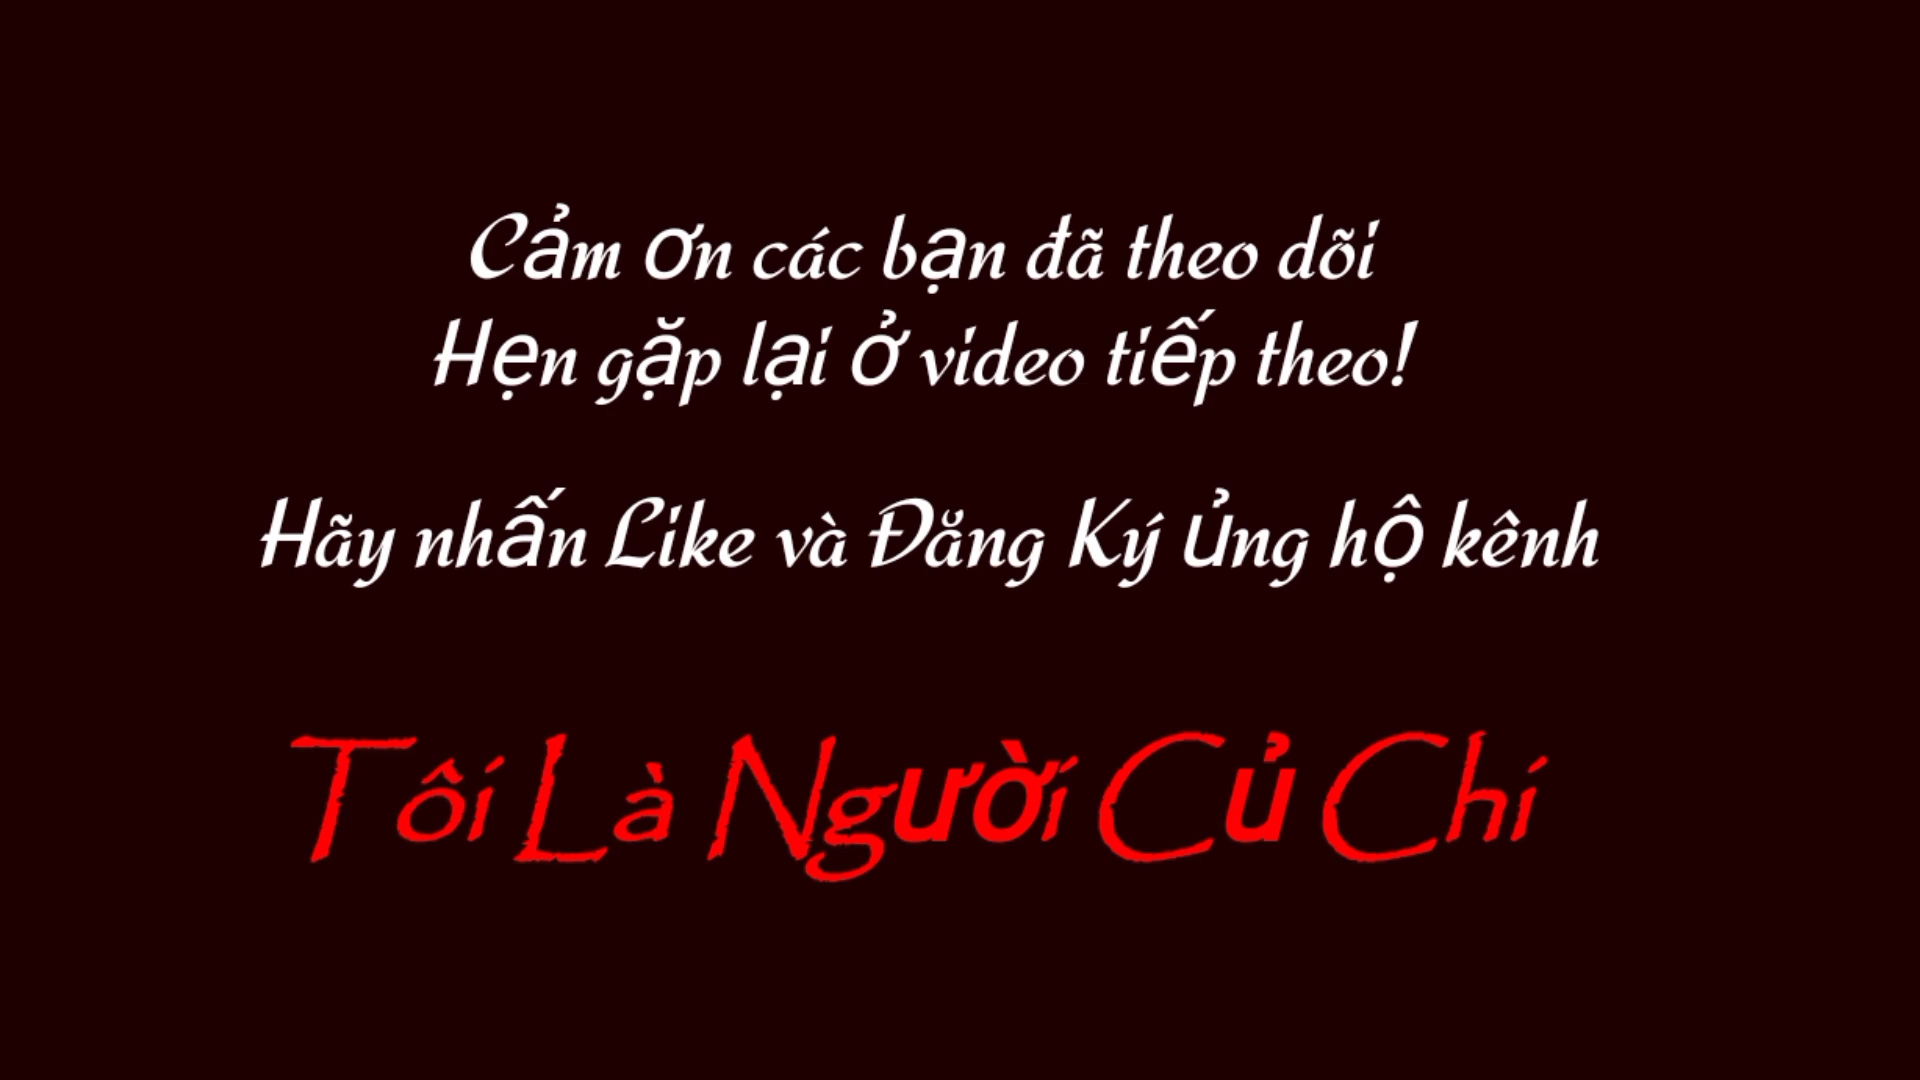 Cảm ơn các bạn đã theo dõi
Hẹn gặp lại ở video tiếp theo!
Hãy nhấn Like và Đăng Ký ủng hộ kênh
Tôi Là Người Củ Chi